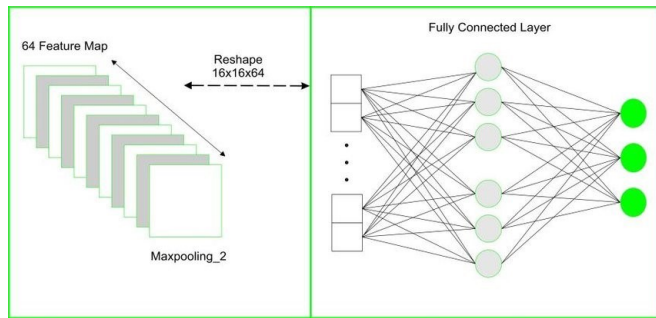 64 Feature Map
Reshape
16x16x64
Maxpooling_2
Fully Connected Layer